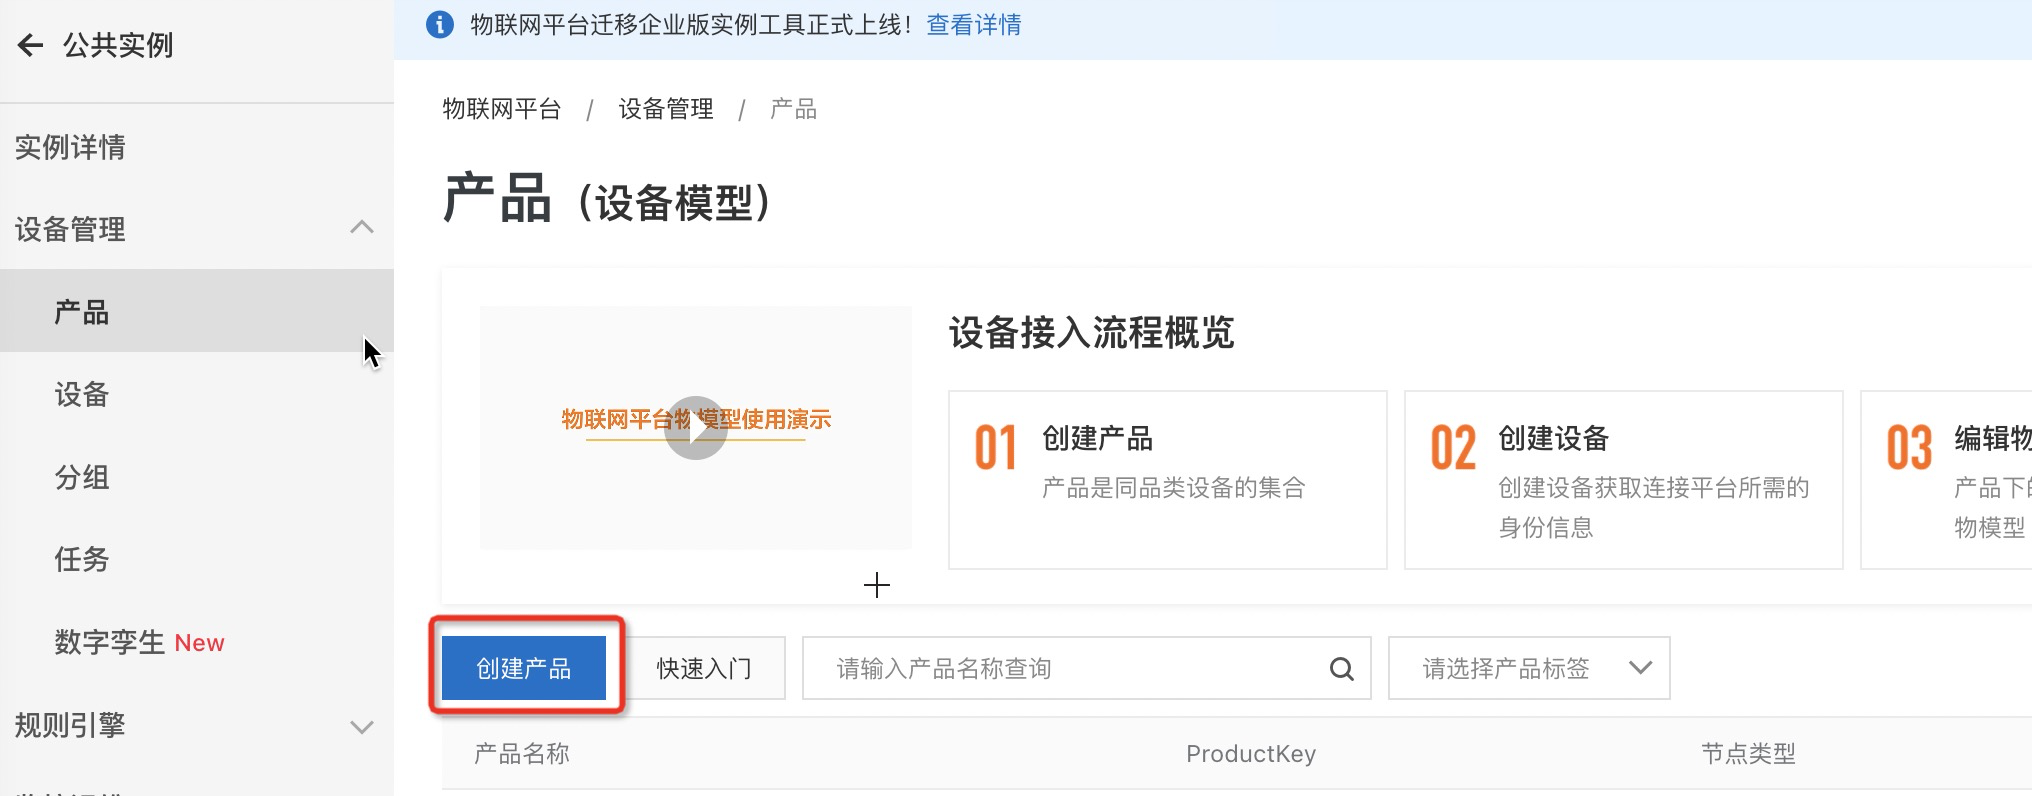 公共实例
物联网平台迁移企业版实例工具正式上线！ 查看详情
物联网平台 / 设备管理 / 产品
实例详情
设备管理
产品
设备
分组
任务
数字孪生 New
规则引擎
产品（设备模型）
物联网平台物模型使用演示
设备接入流程概览
01 创建产品
产品是同品类设备的集合
02 创建设备
创建设备获取连接平台所需的
身份信息
03 编辑物
产品下的
物模型
创建产品 快速入门 请输入产品名称查询 请选择产品标签
产品名称 ProductKey 节点类型